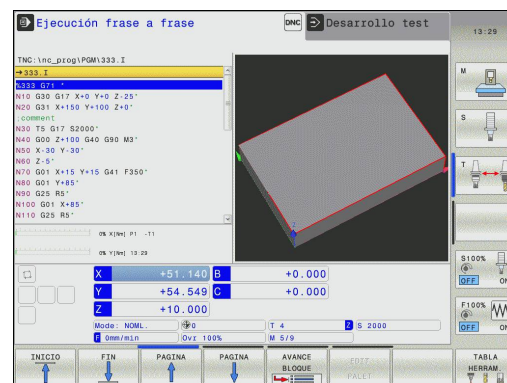 Ejecución frase a frase
DNC
Desarrollo test
13:29
TNC:\nc_prog\PGM\333.I
→333.I
%333 G71 *
N10 G30 G17 X+0 Y+0 Z-25*
N20 G31 X+150 Y+100 Z+0*
;comment
N30 T5 G17 S2000*
N40 G00 Z+100 G40 G90 M3*
N50 X-30 Y-30*
N60 Z-5*
N70 G01 X+15 Y+15 G41 F350*
N80 G01 Y+85*
N90 G25 R5*
N100 G01 X+85*
N110 G25 R5*
0% X[Nm] P1 -T1
0% Y[Nm] 13:29
X +51.140 B +0.000
Y +54.549 C +0.000
Z +10.000
Mode: NOML. 0 T 4 Z S 2000
F 0mm/min Ovr 100% M 5/9
M
S
T
S100%
OFF ON
F100%
OFF ON
INICIO
FIN
PAGINA
PAGINA
AVANCE BLOQUE
EDIT. PALET
TABLA HERRAM.